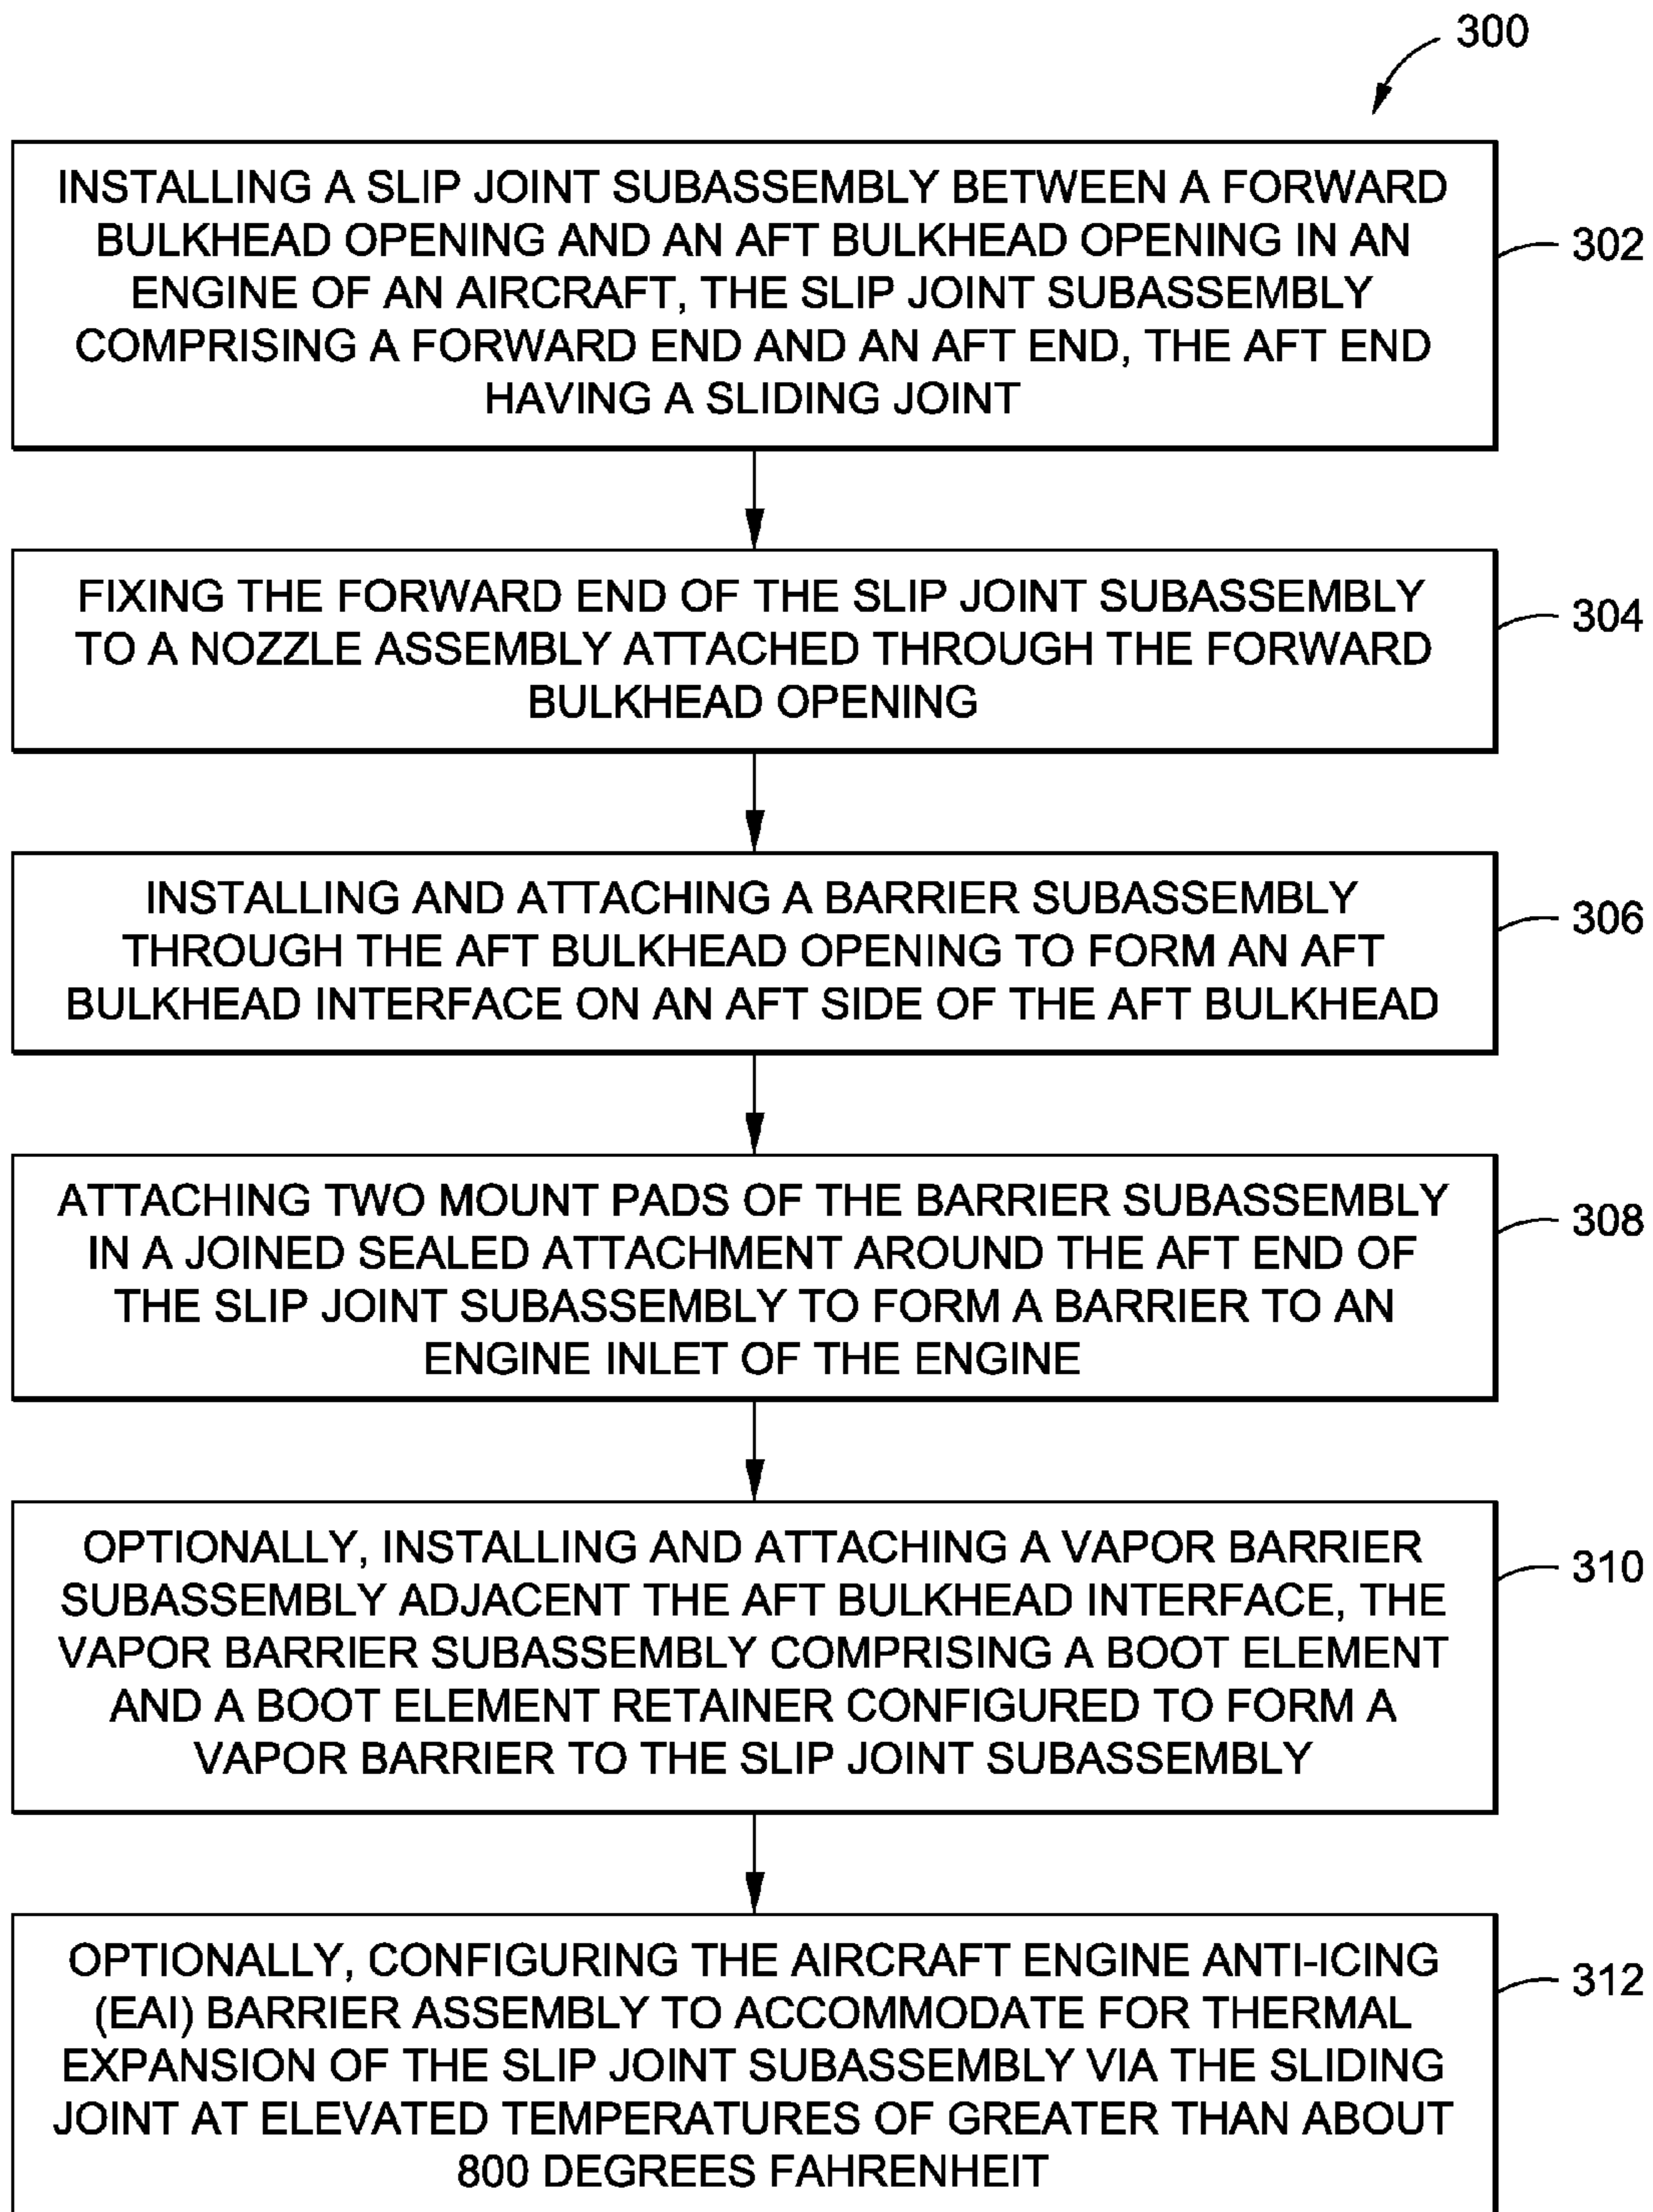 300
INSTALLING A SLIP JOINT SUBASSEMBLY BETWEEN A FORWARD
BULKHEAD OPENING AND AN AFT BULKHEAD OPENING IN AN
ENGINE OF AN AIRCRAFT, THE SLIP JOINT SUBASSEMBLY
COMPRISING A FORWARD END AND AN AFT END, THE AFT END
HAVING A SLIDING JOINT
302
FIXING THE FORWARD END OF THE SLIP JOINT SUBASSEMBLY
TO A NOZZLE ASSEMBLY ATTACHED THROUGH THE FORWARD
BULKHEAD OPENING
304
INSTALLING AND ATTACHING A BARRIER SUBASSEMBLY
THROUGH THE AFT BULKHEAD OPENING TO FORM AN AFT
BULKHEAD INTERFACE ON AN AFT SIDE OF THE AFT BULKHEAD
306
ATTACHING TWO MOUNT PADS OF THE BARRIER SUBASSEMBLY
IN A JOINED SEALED ATTACHMENT AROUND THE AFT END OF
THE SLIP JOINT SUBASSEMBLY TO FORM A BARRIER TO AN
ENGINE INLET OF THE ENGINE
308
OPTIONALLY, INSTALLING AND ATTACHING A VAPOR BARRIER
SUBASSEMBLY ADJACENT THE AFT BULKHEAD INTERFACE, THE
VAPOR BARRIER SUBASSEMBLY COMPRISING A BOOT ELEMENT
AND A BOOT ELEMENT RETAINER CONFIGURED TO FORM A
VAPOR BARRIER TO THE SLIP JOINT SUBASSEMBLY
310
OPTIONALLY, CONFIGURING THE AIRCRAFT ENGINE ANTI-ICING
(EAI) BARRIER ASSEMBLY TO ACCOMMODATE FOR THERMAL
EXPANSION OF THE SLIP JOINT SUBASSEMBLY VIA THE SLIDING
JOINT AT ELEVATED TEMPERATURES OF GREATER THAN ABOUT
800 DEGREES FAHRENHEIT
312